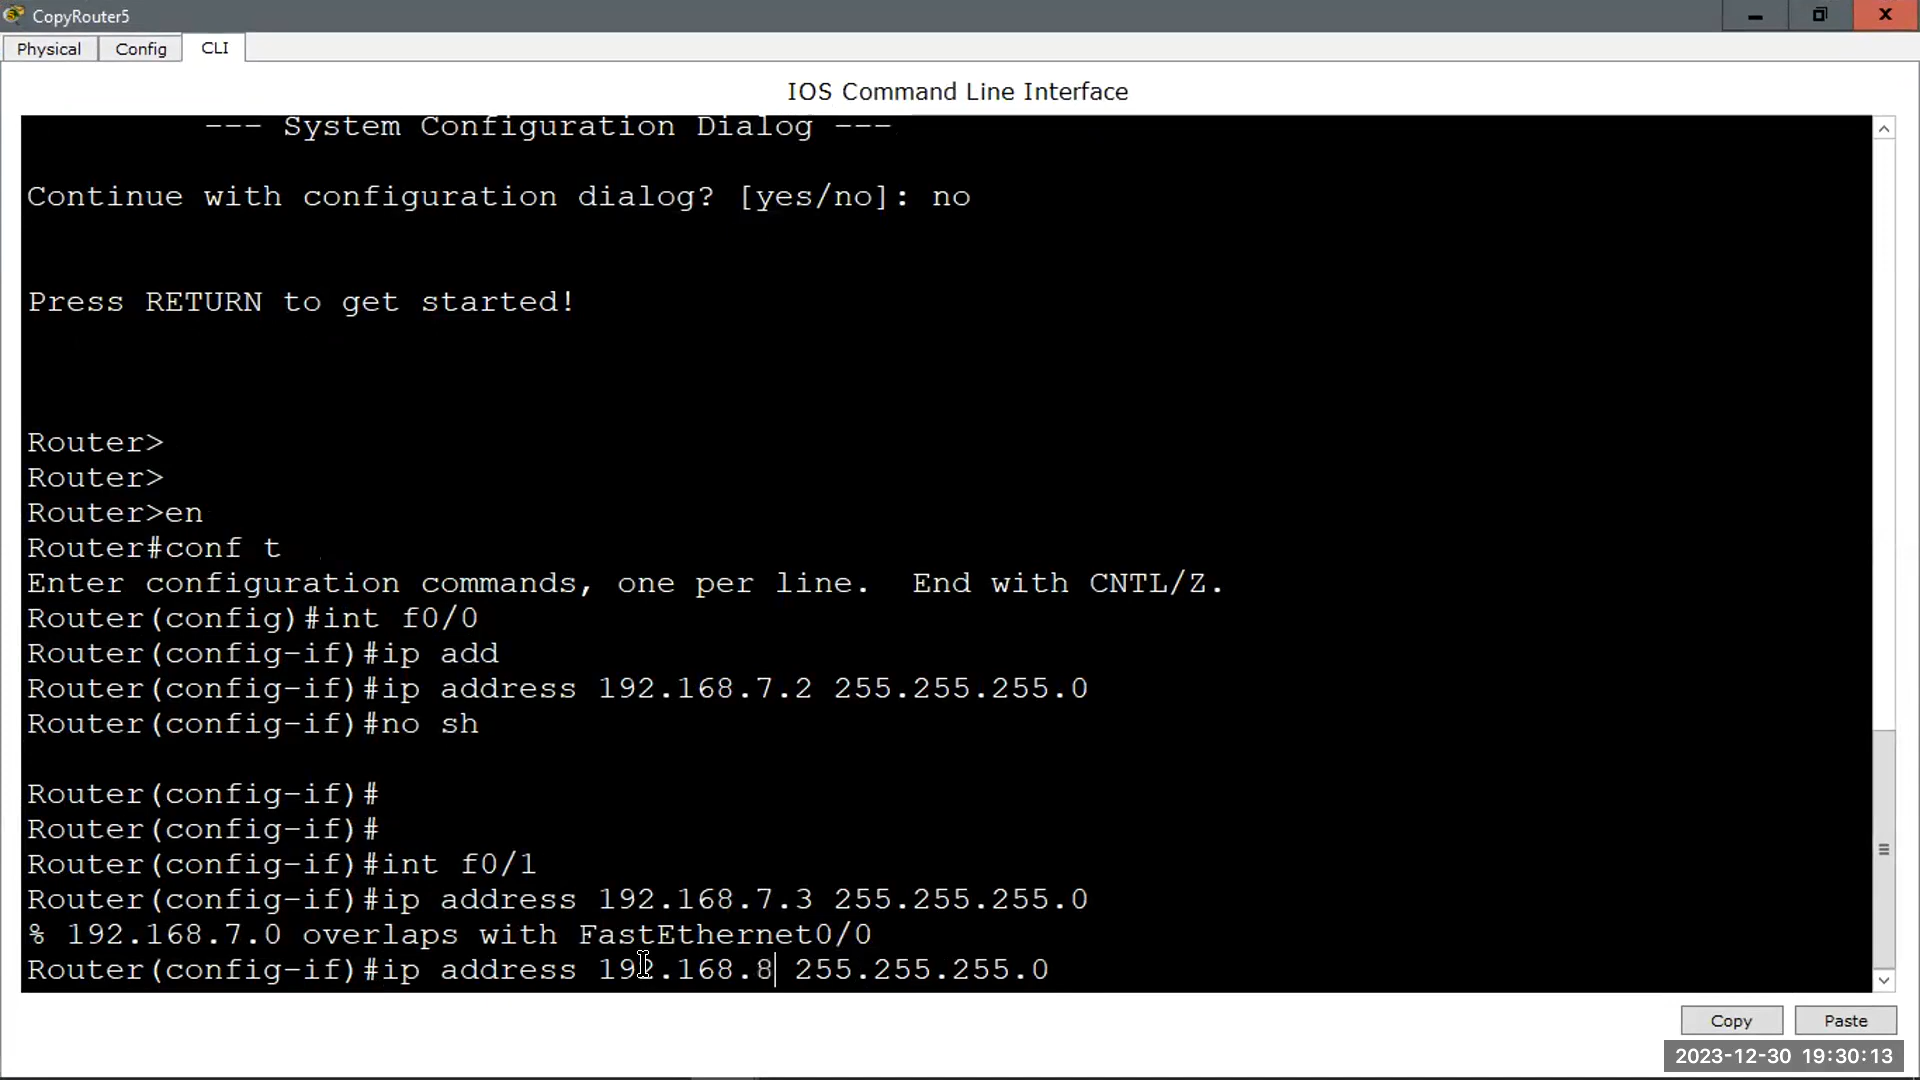 CopyRouter5
Physical Config CLI
IOS Command Line Interface
--- System Configuration Dialog ---
Continue with configuration dialog? [yes/no]: no
Press RETURN to get started!
Router>
Router>
Router>en
Router#conf t
Enter configuration commands, one per line.  End with CNTL/Z.
Router(config)#int f0/0
Router(config-if)#ip add
Router(config-if)#ip address 192.168.7.2 255.255.255.0
Router(config-if)#no sh
Router(config-if)#
Router(config-if)#
Router(config-if)#int f0/1
Router(config-if)#ip address 192.168.7.3 255.255.255.0
% 192.168.7.0 overlaps with FastEthernet0/0
Router(config-if)#ip address 192.168.8 255.255.255.0
Copy Paste
2023-12-30 19:30:13